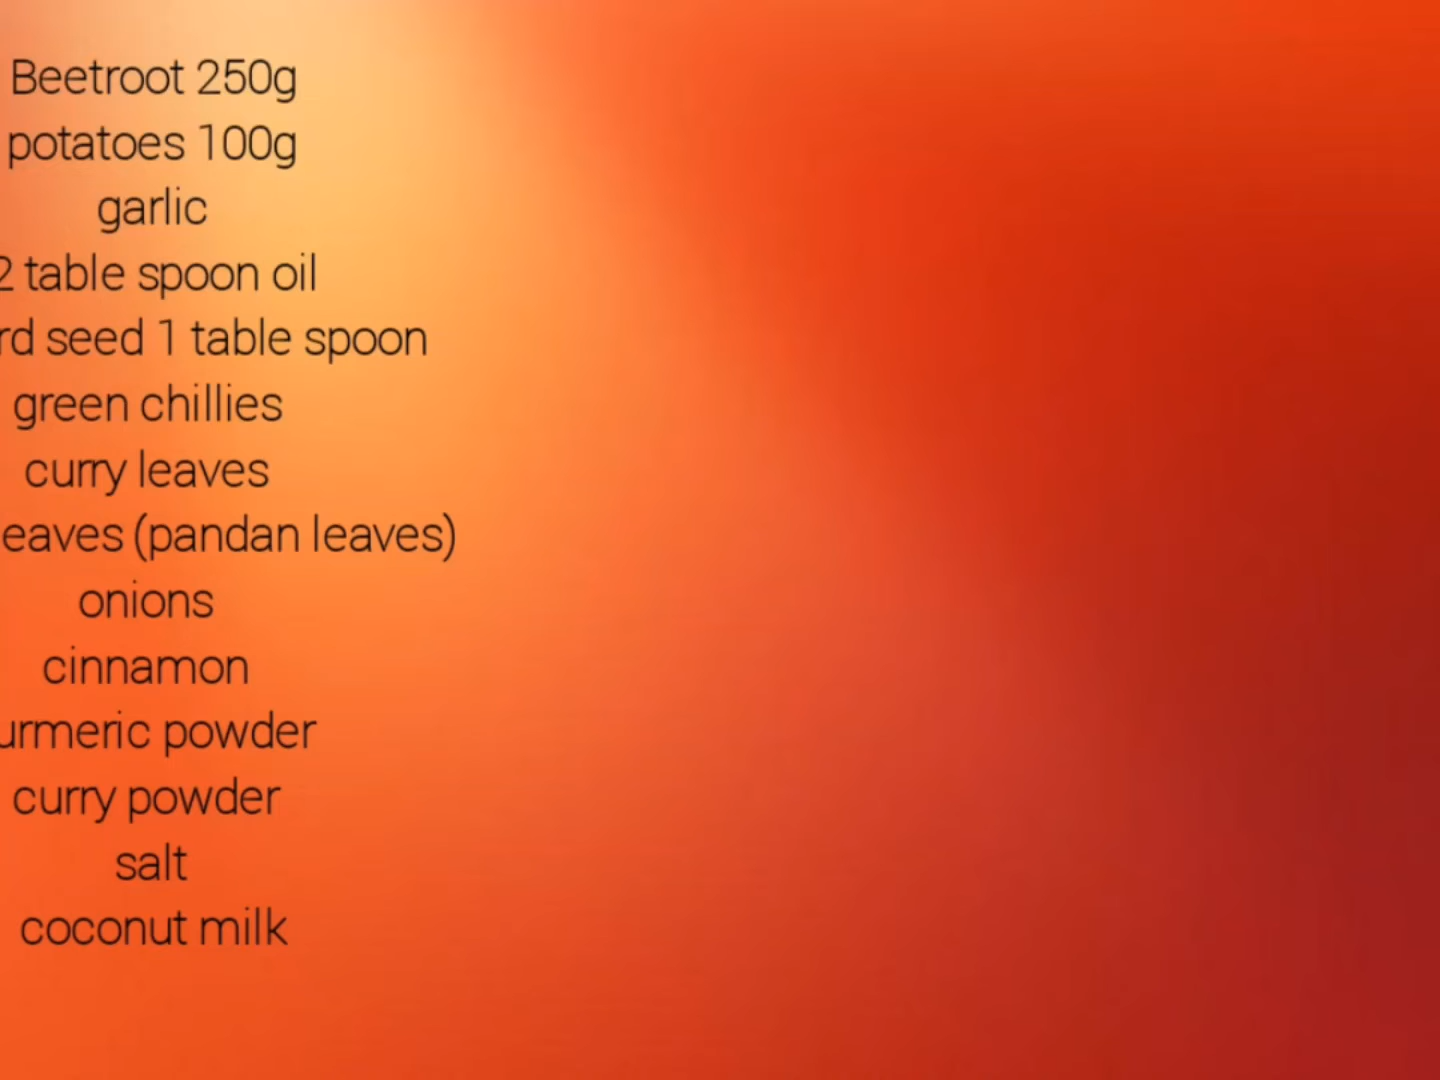 Beetroot 250g
potatoes 100g
garlic
2 table spoon oil
rd seed 1 table spoon
green chillies
curry leaves
eaves (pandan leaves)
onions
cinnamon
urmeric powder
curry powder
salt
coconut milk